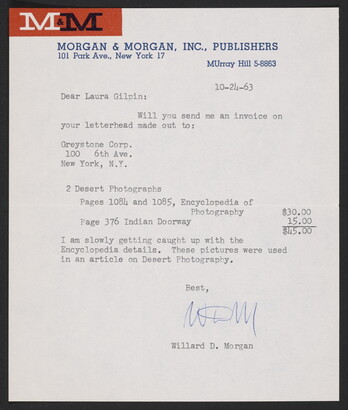 M&M
MORGAN & MORGAN, INC., PUBLISHERS
101 Park Ave., New York 17
MUrray Hill 5-8863
10-24-63
Dear Laura Gilpin:
Will you send me an invoice on
your letterhead made out to:
Greystone Corp.
100 6th Ave.
New York, N.Y.
2 Desert Photographs
Pages 1084 and 1085, Encyclopedia of
Photography $30.00
Page 376 Indian Doorway 15.00
$45.00
I am slowly getting caught up with the
Encyclopedia details. These pictures were used
in an article on Desert Photography.
Best,
WDM
Willard D. Morgan